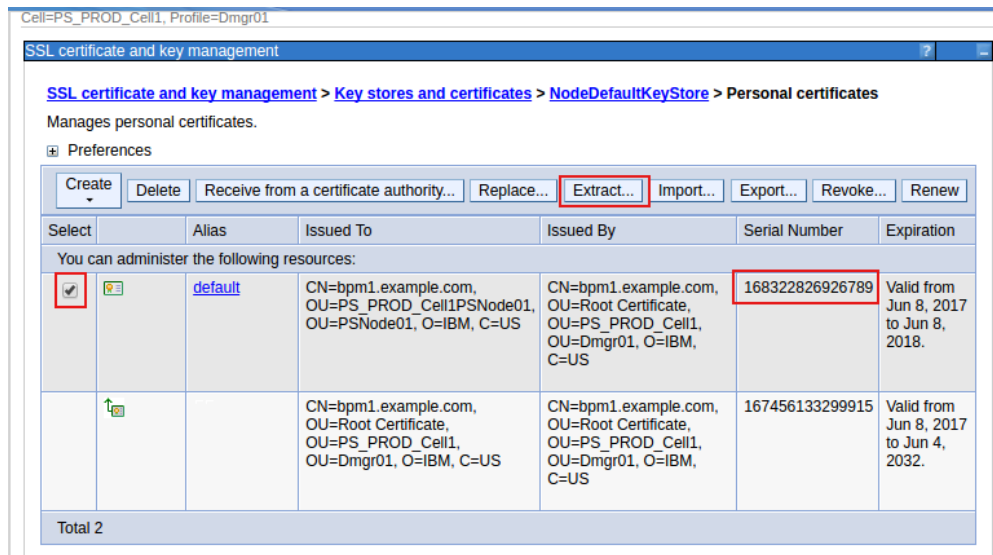 Cell=PS_PROD_Cell1, Profile=Dmgr01
SSL certificate and key management ? –
SSL certificate and key management > Key stores and certificates > NodeDefaultKeyStore > Personal certificates
Manages personal certificates.
Preferences
Create Delete Receive from a certificate authority... Replace... Extract... Import... Export... Revoke... Renew
Select Alias Issued To Issued By Serial Number Expiration
You can administer the following resources:
default
CN=bpm1.example.com,
OU=PS_PROD_Cell1PSNode01,
OU=PSNode01, O=IBM, C=US
CN=bpm1.example.com,
OU=Root Certificate,
OU=PS_PROD_Cell1,
OU=Dmgr01, O=IBM,
C=US
168322826926789
Valid from
Jun 8, 2017
to Jun 8,
2018.
CN=bpm1.example.com,
OU=Root Certificate,
OU=PS_PROD_Cell1,
OU=Dmgr01, O=IBM, C=US
CN=bpm1.example.com,
OU=Root Certificate,
OU=PS_PROD_Cell1,
OU=Dmgr01, O=IBM,
C=US
167456133299915
Valid from
Jun 8, 2017
to Jun 4,
2032.
Total 2